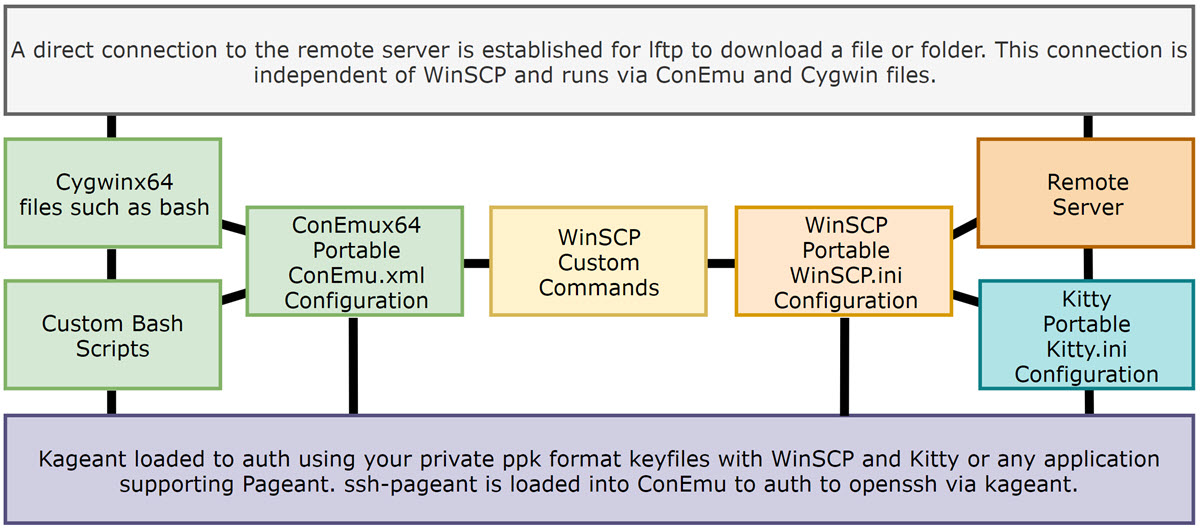 A direct connection to the remote server is established for lftp to download a file or folder. This connection is
independent of WinSCP and runs via ConEmu and Cygwin files.
Cygwinx64
files such as bash
Custom Bash
Scripts
ConEmux64
Portable
ConEmu.xml
Configuration
WinSCP
Custom
Commands
WinSCP
Portable
WinSCP.ini
Configuration
Remote
Server
Kitty
Portable
Kitty.ini
Configuration
Kageant loaded to auth using your private ppk format keyfiles with WinSCP and Kitty or any application
supporting Pageant. ssh-pageant is loaded into ConEmu to auth to openssh via kageant.